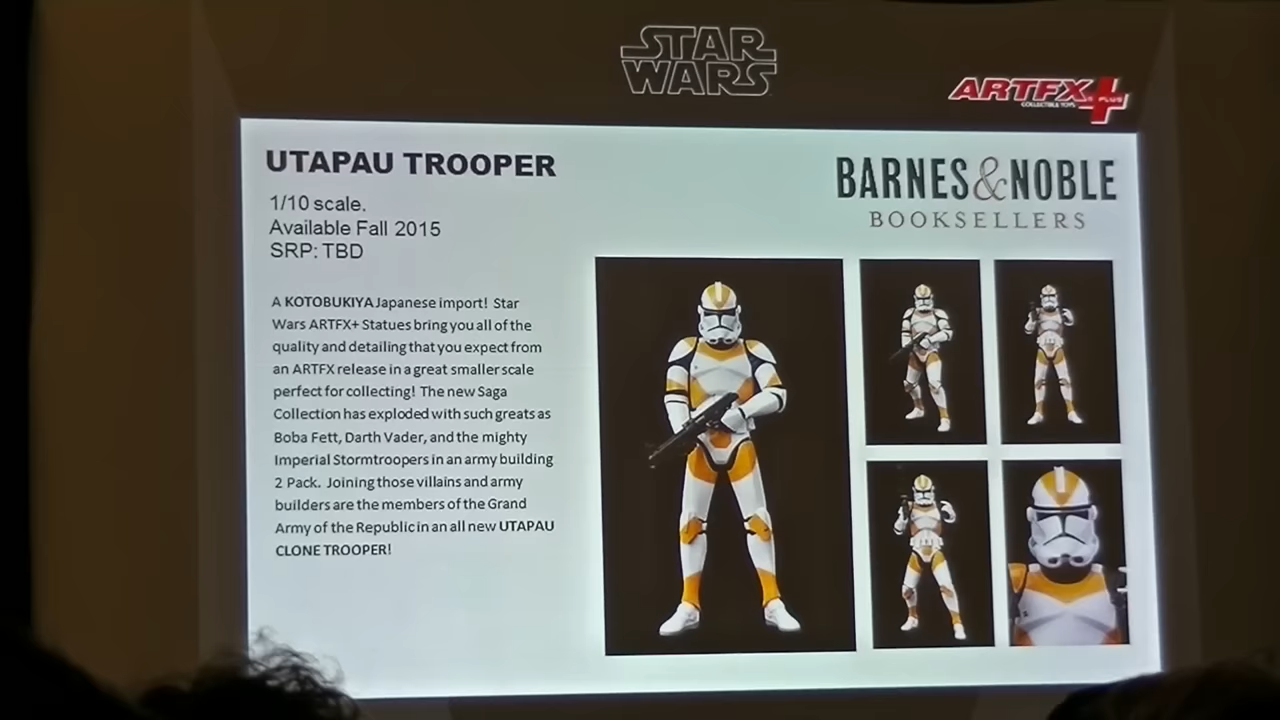 STAR
WARS
ARTFX+ PLUS
COLLECTIBLE TOYS
UTAPAU TROOPER
1/10 scale.
Available Fall 2015
SRP: TBD
BARNES&NOBLE
BOOKSELLERS
A KOTOBUKIYA Japanese import! Star
Wars ARTFX+ Statues bring you all of the
quality and detailing that you expect from
an ARTFX release in a great smaller scale
perfect for collecting! The new Saga
Collection has exploded with such greats as
Boba Fett, Darth Vader, and the mighty
Imperial Stormtroopers in an army building
2 Pack. Joining those villains and army
builders are the members of the Grand
Army of the Republic in an all new UTAPAU
CLONE TROOPER!